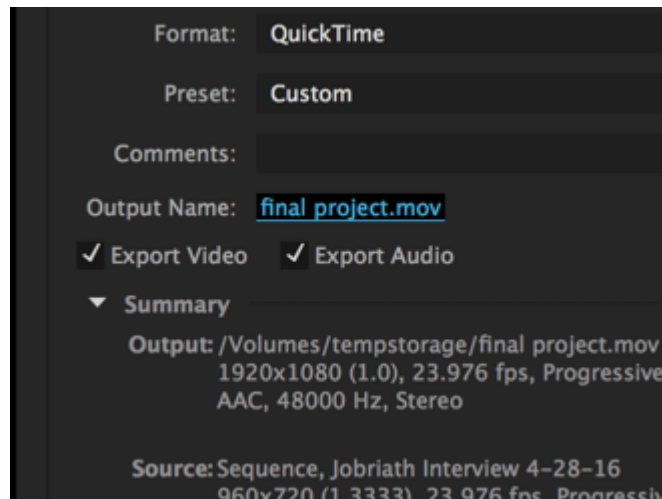 Format: QuickTime
Preset: Custom
Comments:
Output Name: final project.mov
Export Video Export Audio
Summary
Output: /Volumes/tempstorage/final project.mov
1920x1080 (1.0), 23.976 fps, Progressive
AAC, 48000 Hz, Stereo
Source: Sequence, Jobriath Interview 4-28-16
960x720 (1.3333), 23.976 fps, Progressiv